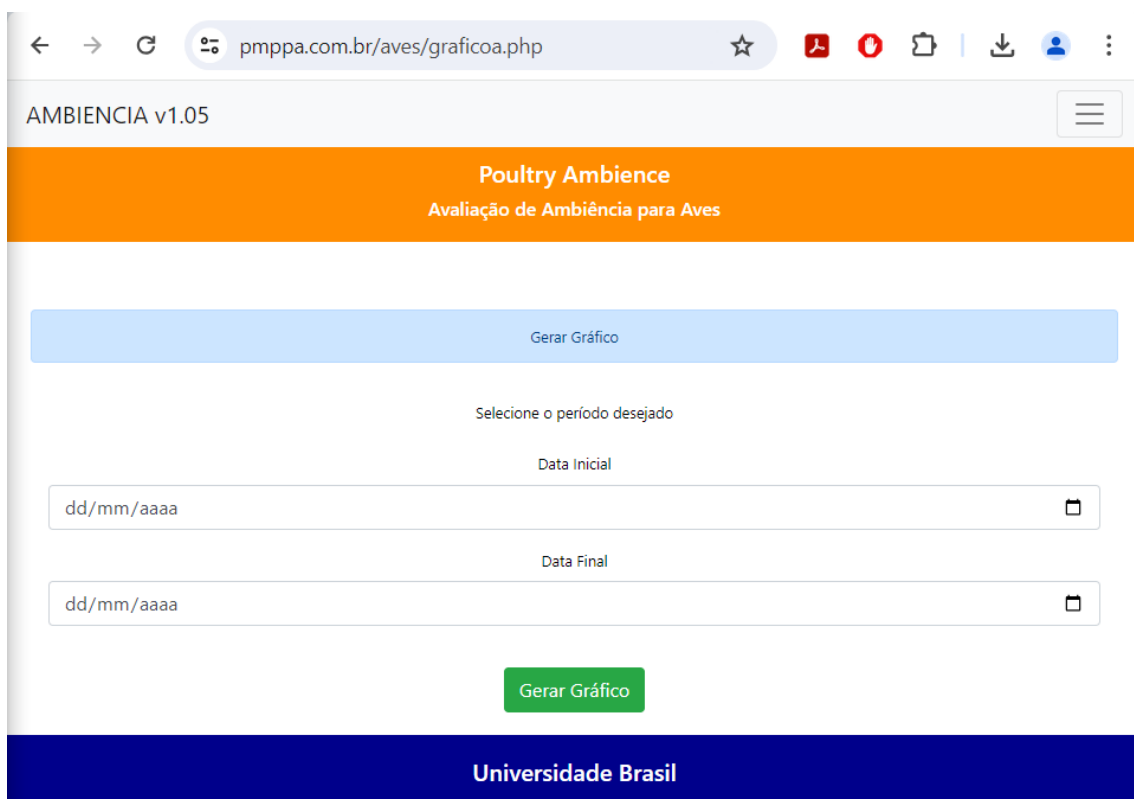 pmppa.com.br/aves/graficoa.php
AMBIENCIA v1.05
Poultry Ambience
Avaliação de Ambiência para Aves
Gerar Gráfico
Selecione o período desejado
Data Inicial
dd/mm/aaaa
Data Final
dd/mm/aaaa
Gerar Gráfico
Universidade Brasil